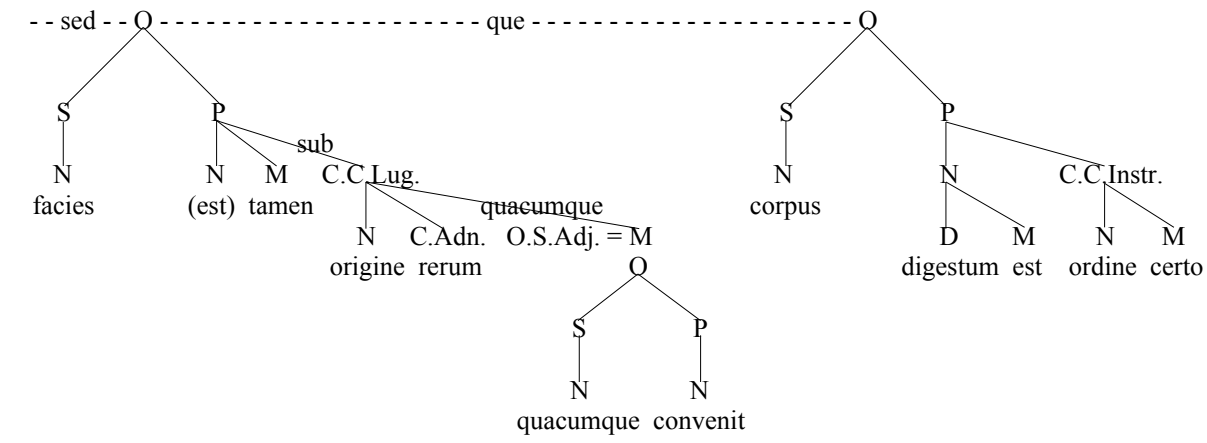 - - sed - - O - - - - - - - - - - - - - - - - - - - - - - - - que - - - - - - - - - - - - - - - - - - - - - - - - O
S P S P
sub
N N M C.C.Lug. N N C.C.Instr.
facies (est) tamen quacumque corpus
N C.Adn. O.S.Adj. = M D M N M
origine rerum digestum est ordine certo
O
S P
N N
quacumque convenit